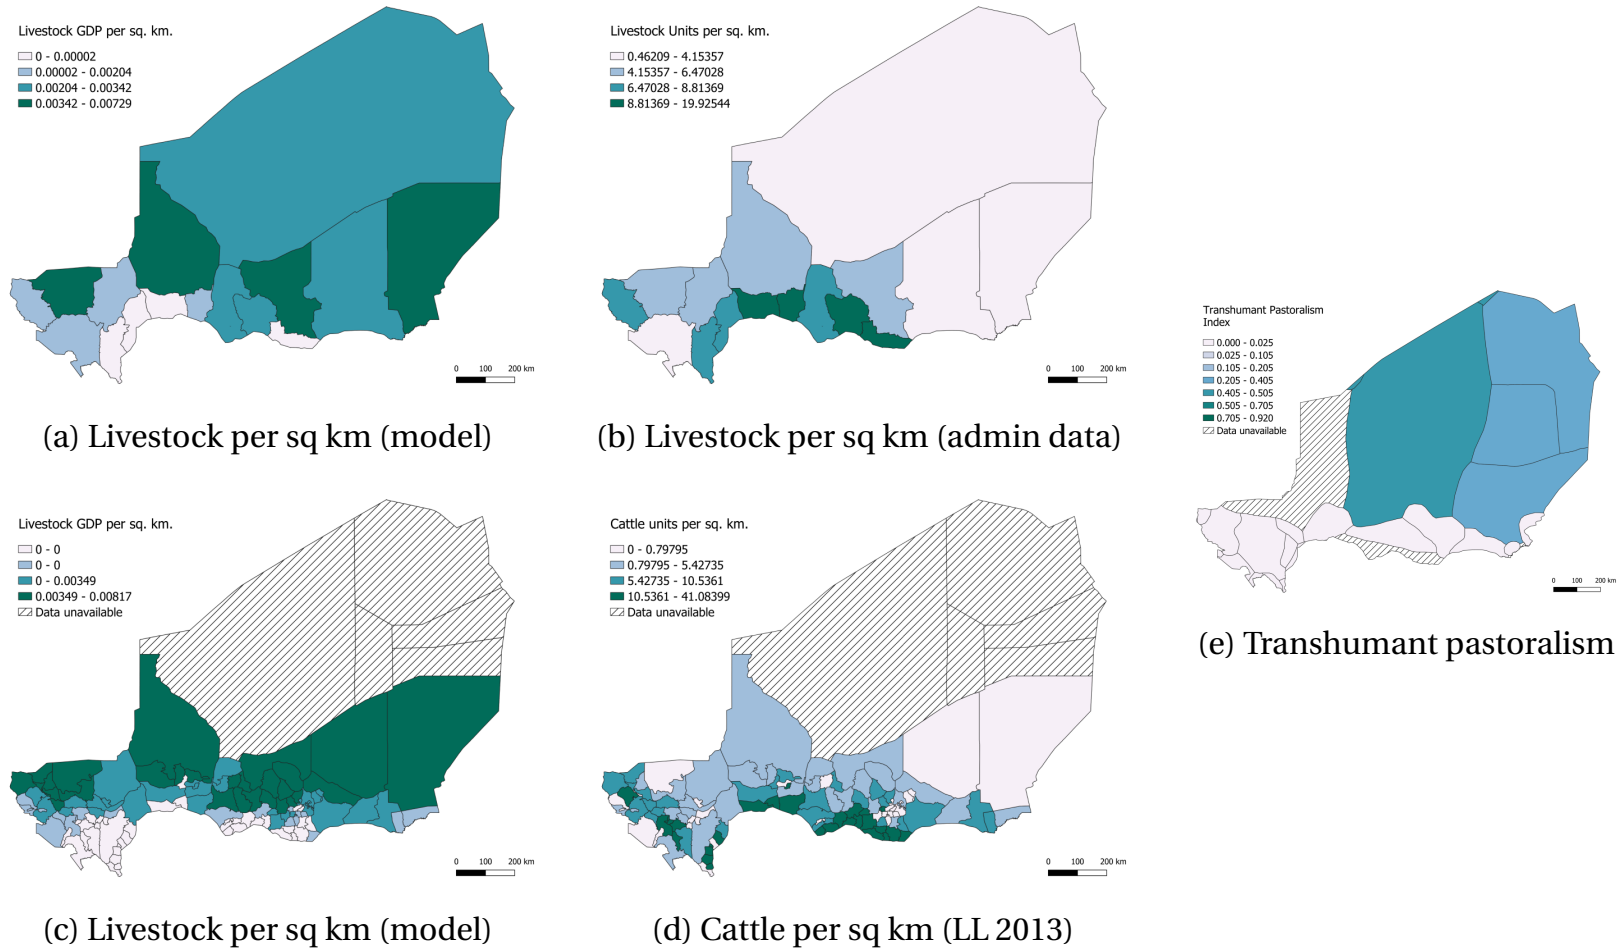 Livestock GDP per sq. km.
0 - 0.00002
0.00002 - 0.00204
0.00204 - 0.00342
0.00342 - 0.00729
0 100 200 km
(a) Livestock per sq km (model)
Livestock Units per sq. km.
0.46209 - 4.15357
4.15357 - 6.47028
6.47028 - 8.81369
8.81369 - 19.92544
0 100 200 km
(b) Livestock per sq km (admin data)
Livestock GDP per sq. km.
0 - 0
0 - 0
0 - 0.00349
0.00349 - 0.00817
Data unavailable
0 100 200 km
(c) Livestock per sq km (model)
Cattle units per sq. km.
0 - 0.79795
0.79795 - 5.42735
5.42735 - 10.5361
10.5361 - 41.08399
Data unavailable
0 100 200 km
(d) Cattle per sq km (LL 2013)
Transhumant Pastoralism
Index
0.000 - 0.025
0.025 - 0.105
0.105 - 0.205
0.205 - 0.405
0.405 - 0.505
0.505 - 0.705
0.705 - 0.920
Data unavailable
0 100 200 km
(e) Transhumant pastoralism